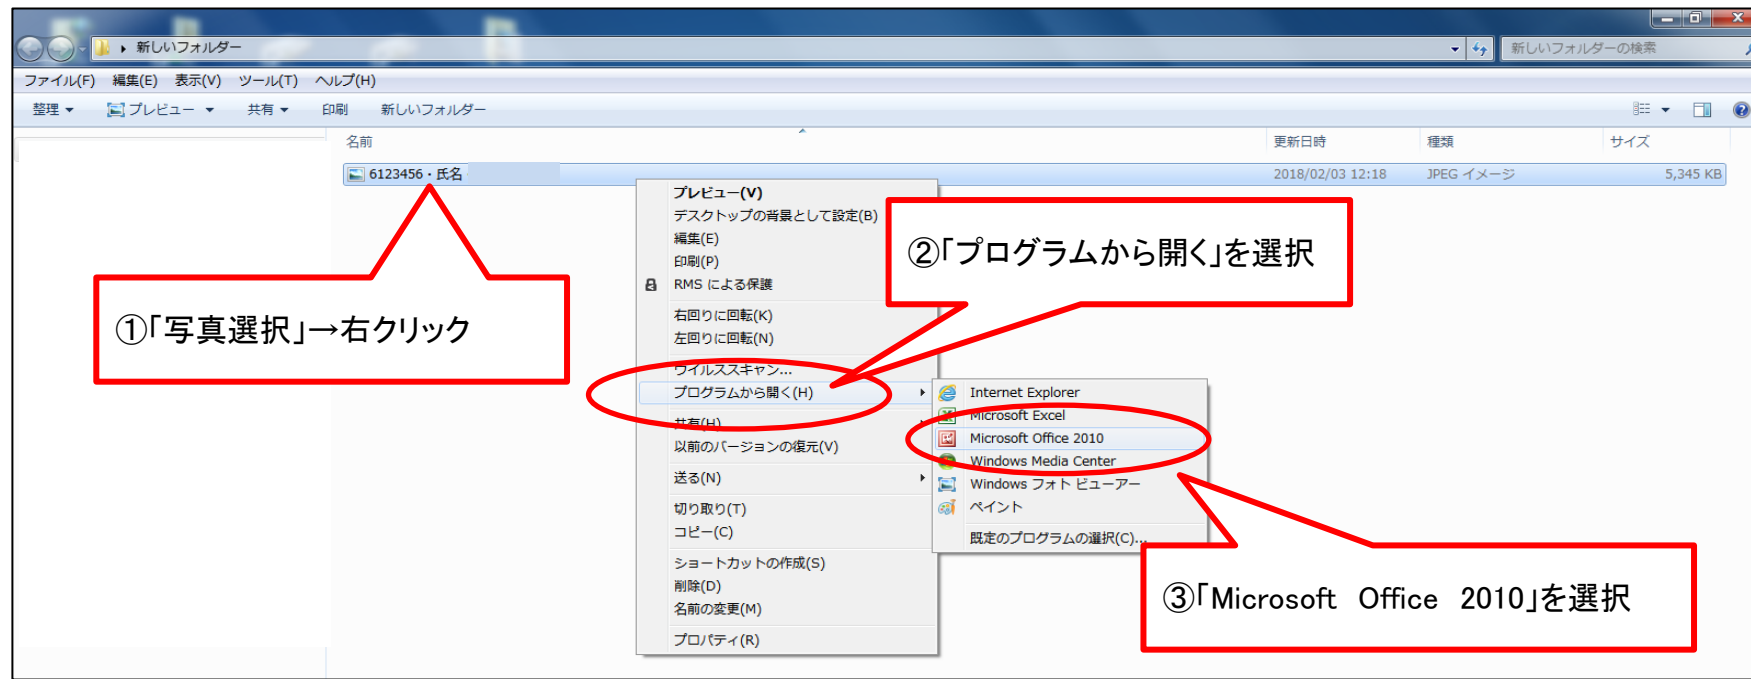 新しいフォルダー
新しいフォルダーの検索
ファイル(F) 編集(E) 表示(V) ツール(T) ヘルプ(H)
整理 プレビュー 共有 印刷 新しいフォルダー
名前 更新日時 種類 サイズ
6123456・氏名 2018/02/03 12:18 JPEG イメージ 5,345 KB
①「写真選択」→右クリック
プレビュー(V)
デスクトップの背景として設定(B)
編集(E)
印刷(P)
RMS による保護
右回りに回転(K)
左回りに回転(N)
ウイルススキャン...
プログラムから開く(H)
共有(H)
以前のバージョンの復元(V)
送る(N)
切り取り(T)
コピー(C)
ショートカットの作成(S)
削除(D)
名前の変更(M)
プロパティ(R)
②「プログラムから開く」を選択
Internet Explorer
Microsoft Excel
Microsoft Office 2010
Windows Media Center
Windows フォト ビューアー
ペイント
既定のプログラムの選択(C)...
③「Microsoft Office 2010」を選択